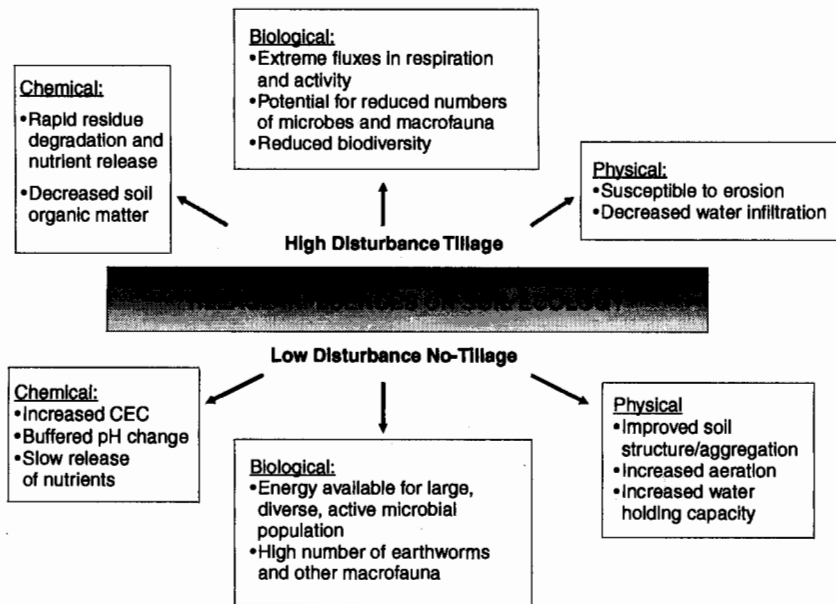 Biological:
•Extreme fluxes in respiration
and activity
•Potential for reduced numbers
of microbes and macrofauna
•Reduced biodiversity
Chemical:
•Rapid residue
degradation and
nutrient release
•Decreased soil
organic matter
Physical:
•Susceptible to erosion
•Decreased water infiltration
High Disturbance Tillage
ON SOIL ECOLOGY
Low Disturbance No-Tillage
Chemical:
•Increased CEC
•Buffered pH change
•Slow release
of nutrients
Biological:
•Energy available for large,
diverse, active microbial
population
•High number of earthworms
and other macrofauna
Physical
•Improved soil
structure/aggregation
•Increased aeration
•Increased water
holding capacity